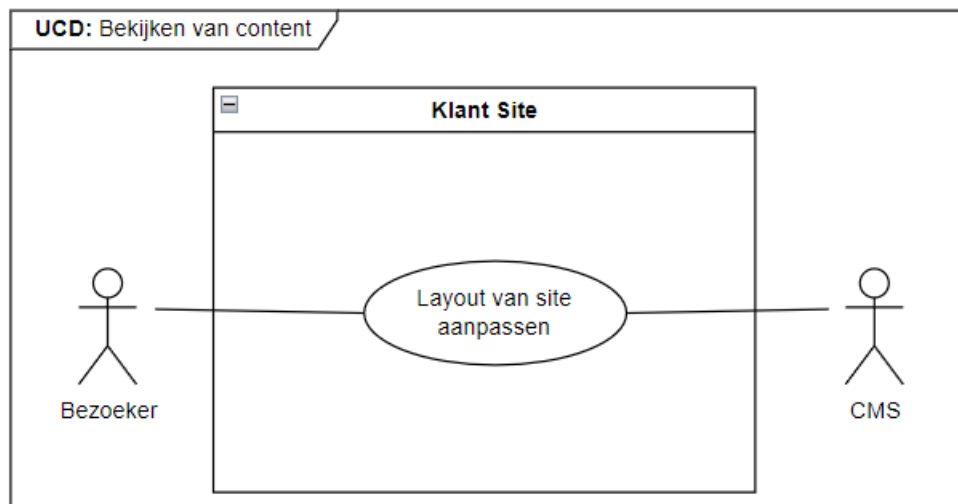 UCD: Bekijken van content
Klant Site
Layout van site
aanpassen
Bezoeker
CMS